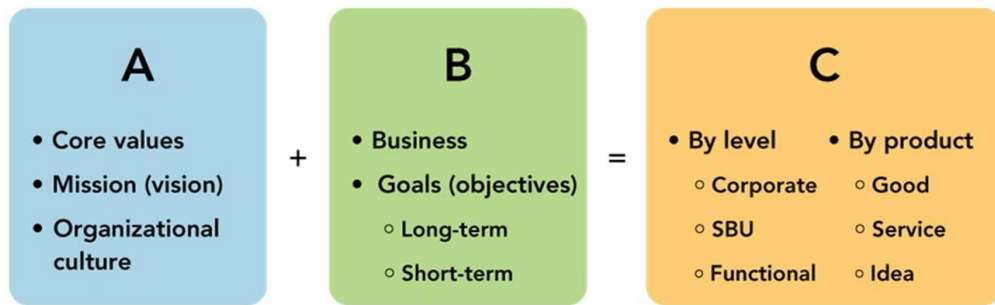 A
• Core values
• Mission (vision)
• Organizational
culture
+
B
• Business
• Goals (objectives)
○ Long-term
○ Short-term
=
C
• By level
○ Corporate
○ SBU
○ Functional
• By product
○ Good
○ Service
○ Idea